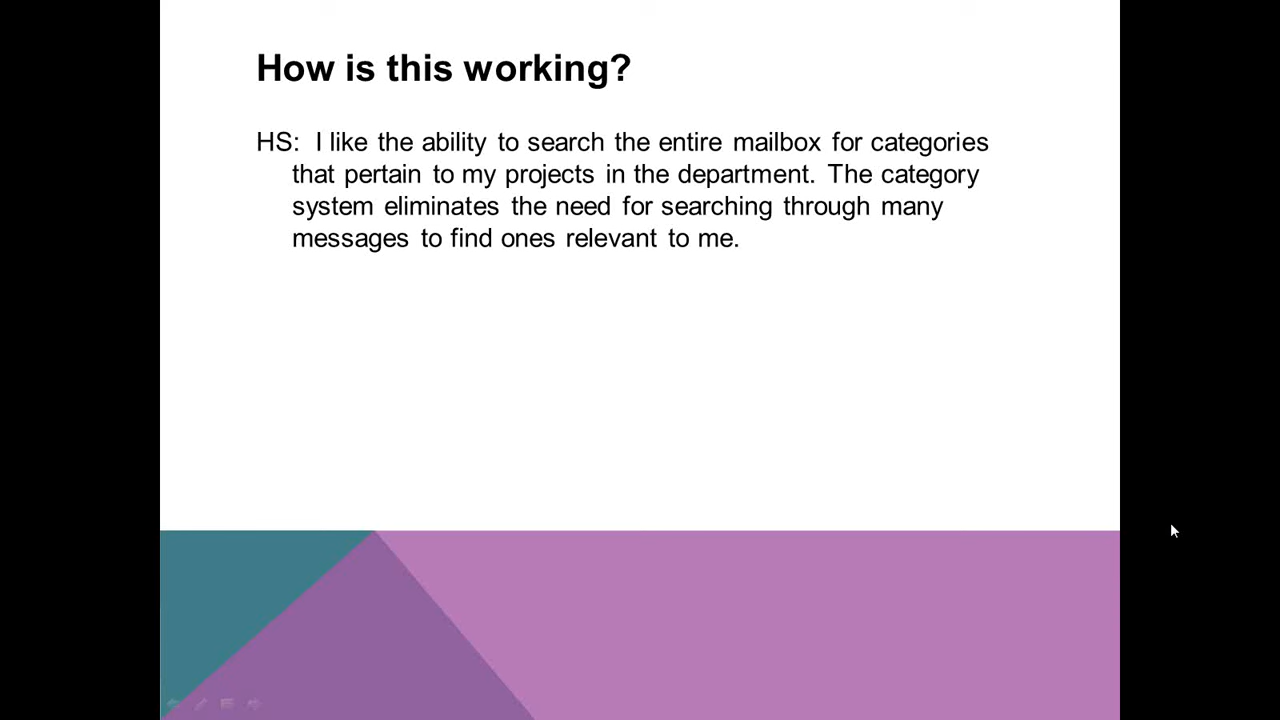 How is this working?
HS:  I like the ability to search the entire mailbox for categories
that pertain to my projects in the department.  The category
system eliminates the need for searching through many
messages to find ones relevant to me.